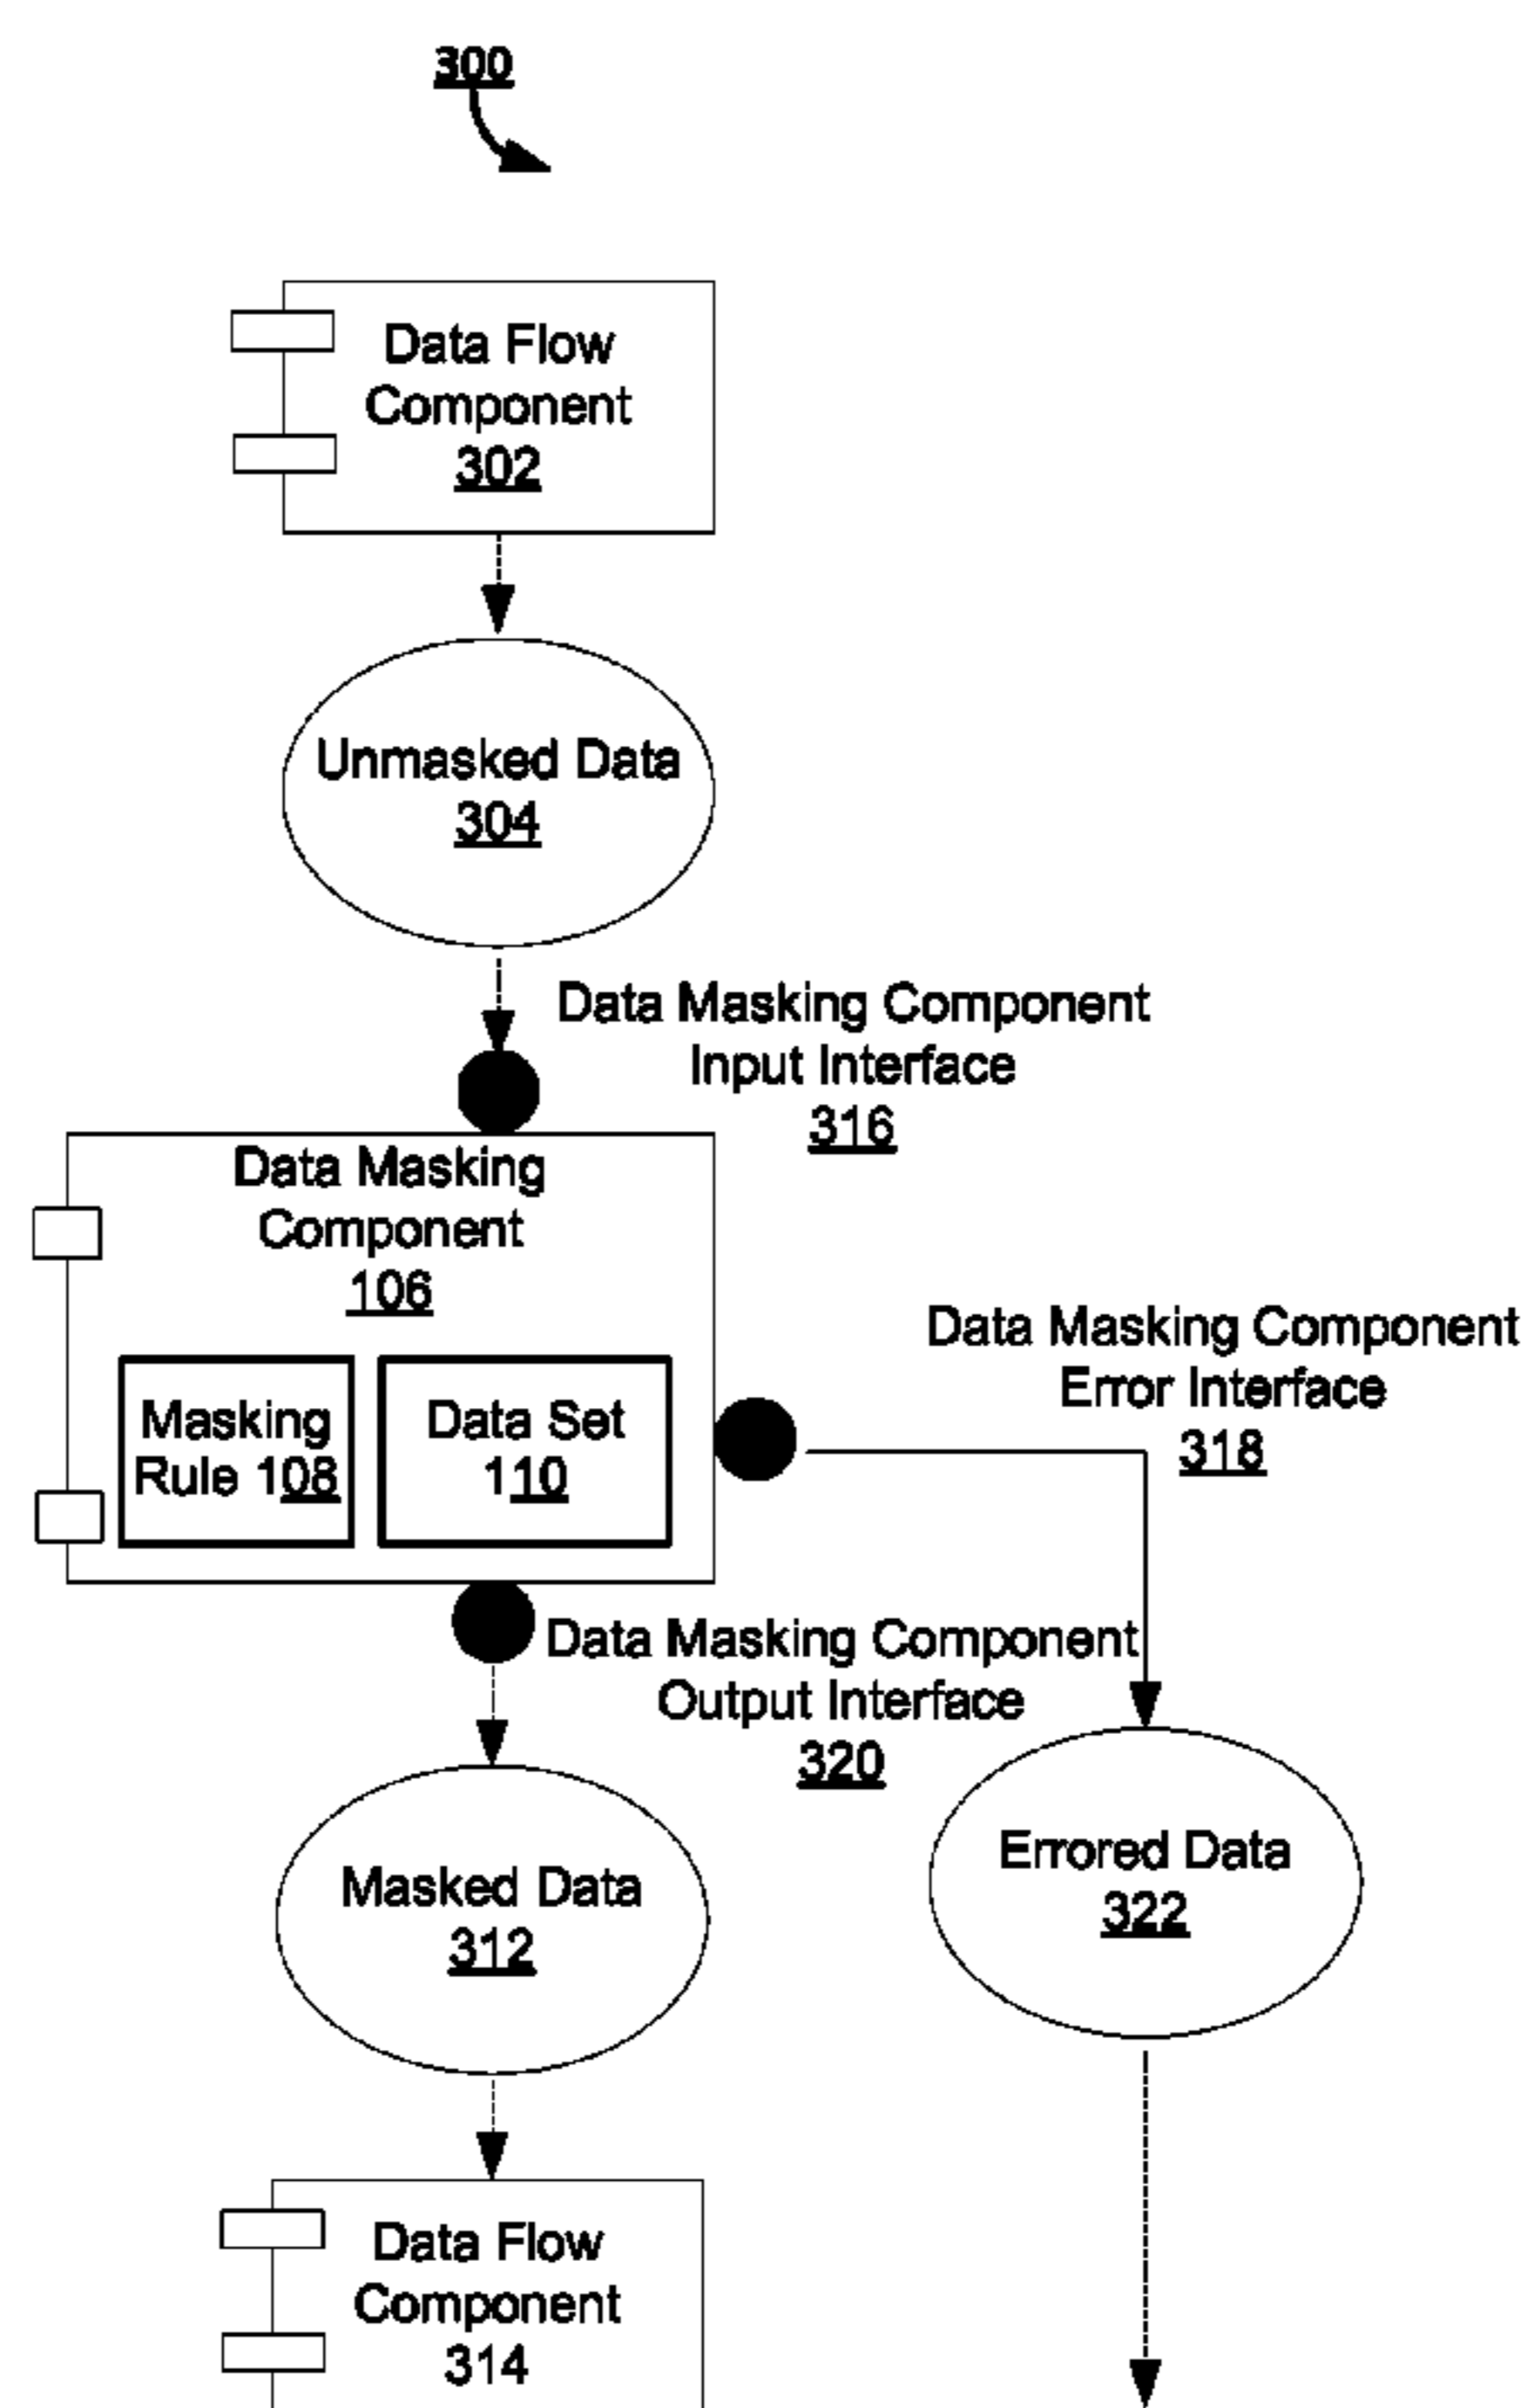 300
Data Flow
Component
302
Unmasked Data
304
Data Masking Component
Input Interface
316
Data Masking
Component
106
Masking
Rule 108
Data Set
110
Data Masking Component
Error Interface
318
Data Masking Component
Output Interface
320
Masked Data
312
Errored Data
322
Data Flow
Component
314